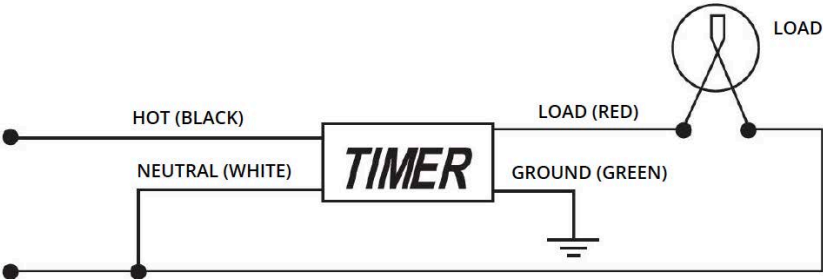 LOAD
HOT (BLACK)
LOAD (RED)
NEUTRAL (WHITE)
TIMER
GROUND (GREEN)